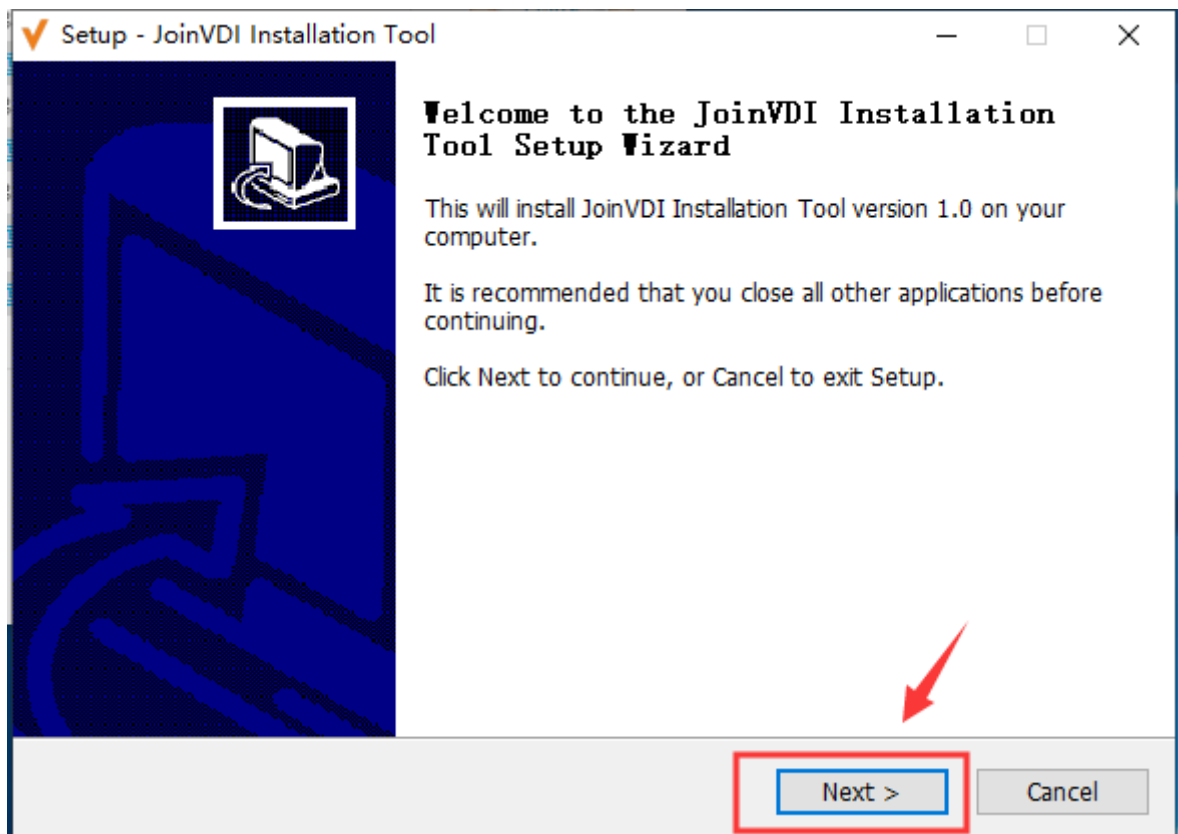 Setup - JoinVDI Installation Tool
Welcome to the JoinVDI Installation
Tool Setup Wizard
This will install JoinVDI Installation Tool version 1.0 on your
computer.
It is recommended that you close all other applications before
continuing.
Click Next to continue, or Cancel to exit Setup.
Next >
Cancel